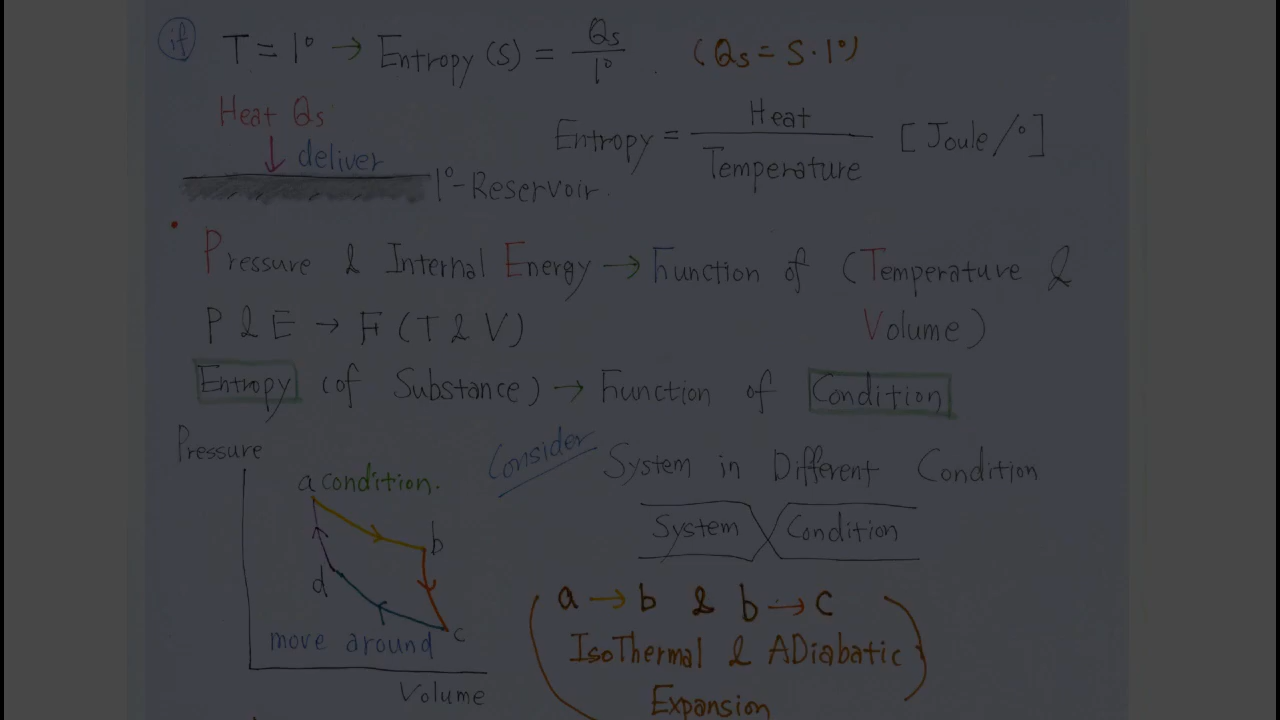 if T = 1° → Entropy (S) = Qs / 1° . (Qs = S · 1°)
Heat Qs
deliver
1°-Reservoir.
Entropy = Heat / Temperature [Joule/°]
Pressure & Internal Energy → Function of (Temperature &
Volume)
P & E → F (T & V)
Entropy (of Substance) → Function of Condition
Pressure
a condition.
b
d
c
move around
Volume
Consider System in Different Condition
System Condition
a → b & b → c
IsoThermal & ADiabatic
Expansion